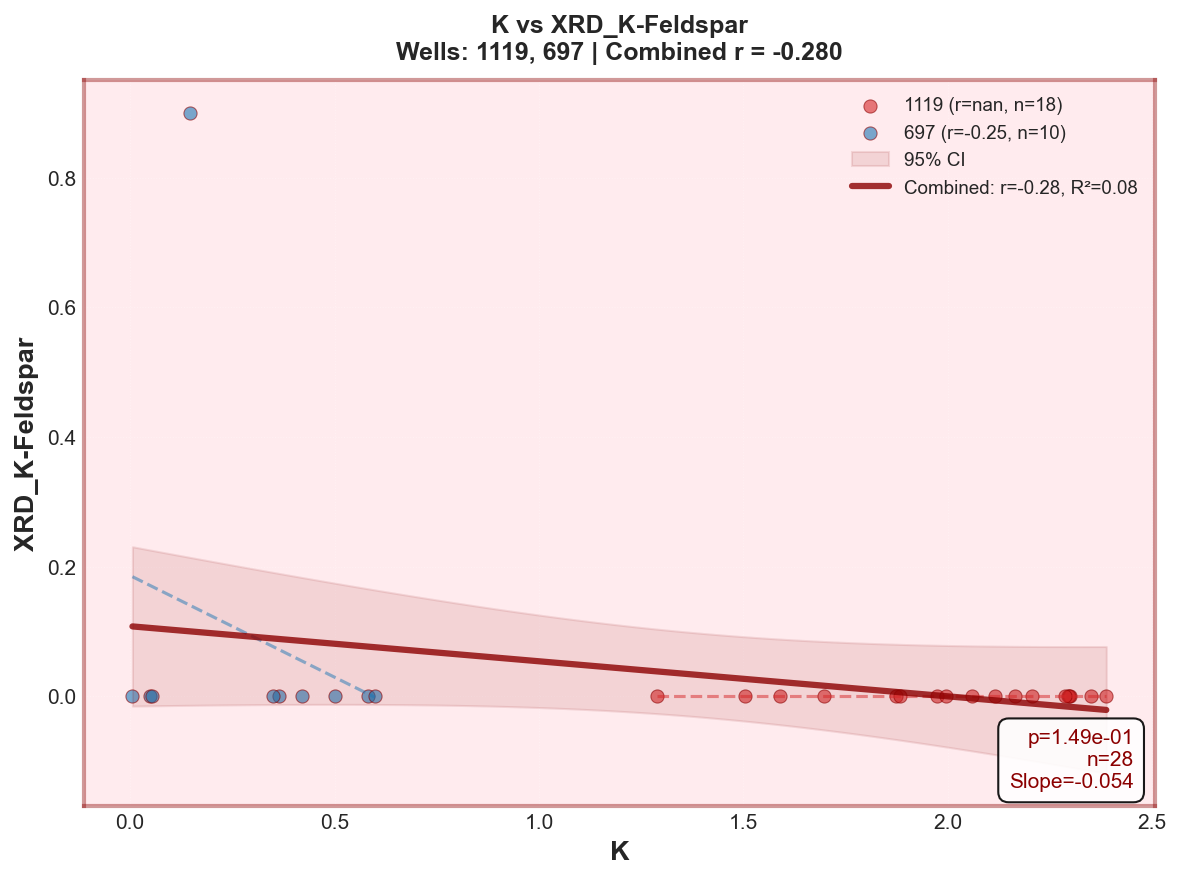 K vs XRD_K-Feldspar
Wells: 1119, 697 | Combined r = -0.280
1119 (r=nan, n=18)
697 (r=-0.25, n=10)
95% CI
Combined: r=-0.28, R²=0.08
XRD_K-Feldspar
0.8
0.6
0.4
0.2
0.0
p=1.49e-01
n=28
Slope=-0.054
0.0 0.5 1.0 1.5 2.0 2.5
K